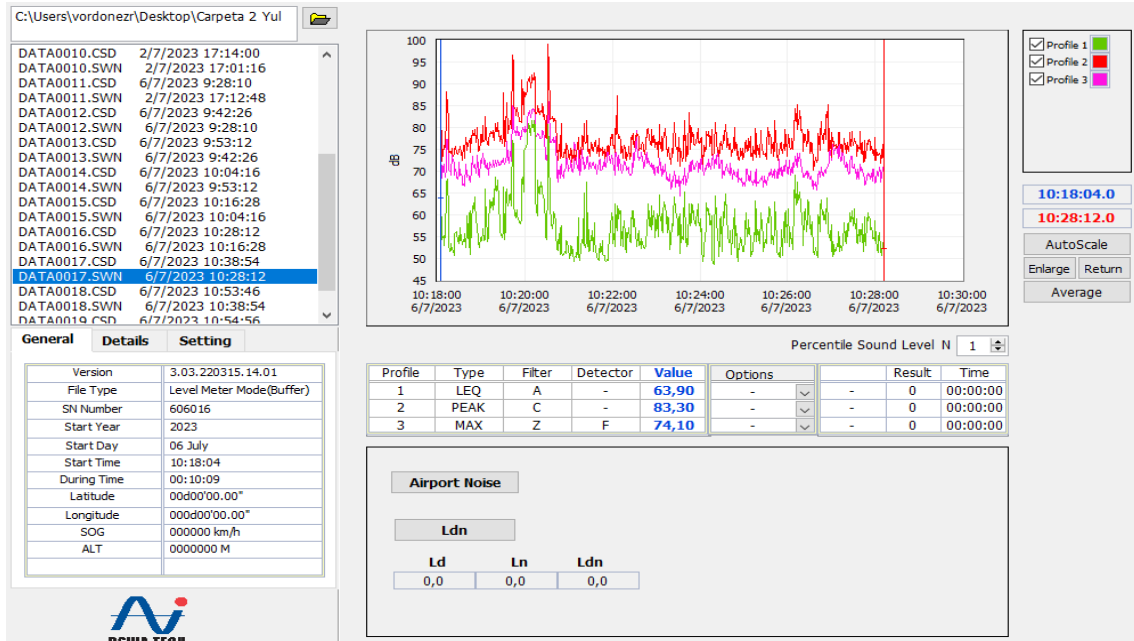 C:\Users\vordonezr\Desktop\Carpeta 2 Yul
DATA0010.CSD 2/7/2023 17:14:00
DATA0010.SWN 2/7/2023 17:01:16
DATA0011.CSD 6/7/2023 9:28:10
DATA0011.SWN 2/7/2023 17:12:48
DATA0012.CSD 6/7/2023 9:42:26
DATA0012.SWN 6/7/2023 9:28:10
DATA0013.CSD 6/7/2023 9:53:12
DATA0013.SWN 6/7/2023 9:42:26
DATA0014.CSD 6/7/2023 10:04:16
DATA0014.SWN 6/7/2023 9:53:12
DATA0015.CSD 6/7/2023 10:16:28
DATA0015.SWN 6/7/2023 10:04:16
DATA0016.CSD 6/7/2023 10:28:12
DATA0016.SWN 6/7/2023 10:16:28
DATA0017.CSD 6/7/2023 10:38:54
DATA0017.SWN 6/7/2023 10:28:12
DATA0018.CSD 6/7/2023 10:53:46
DATA0018.SWN 6/7/2023 10:38:54
DATA0019.CSD 6/7/2023 10:54:56
General Details Setting
Version 3.03.220315.14.01
File Type Level Meter Mode(Buffer)
SN Number 606016
Start Year 2023
Start Day 06 July
Start Time 10:18:04
During Time 00:10:09
Latitude 00d00'00.00"
Longitude 000d00'00.00"
SOG 000000 km/h
ALT 0000000 M
BSWA TECH
dB
100
95
90
85
80
75
70
65
60
55
50
45
10:18:00 10:20:00 10:22:00 10:24:00 10:26:00 10:28:00 10:30:00
6/7/2023 6/7/2023 6/7/2023 6/7/2023 6/7/2023 6/7/2023 6/7/2023
Profile 1
Profile 2
Profile 3
10:18:04.0
10:28:12.0
AutoScale
Enlarge Return
Average
Percentile Sound Level N 1
Profile Type Filter Detector Value Options Result Time
1 LEQ A - 63,90 - - 0 00:00:00
2 PEAK C - 83,30 - - 0 00:00:00
3 MAX Z F 74,10 - - 0 00:00:00
Airport Noise
Ldn
Ld Ln Ldn
0,0 0,0 0,0